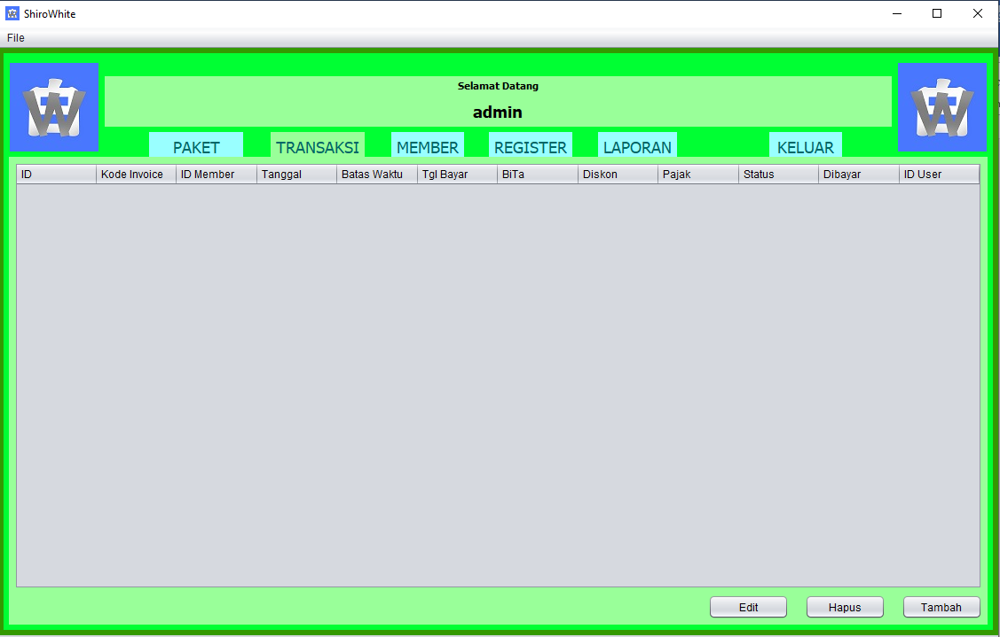 ShiroWhite
File
Selamat Datang
admin
PAKET TRANSAKSI MEMBER REGISTER LAPORAN KELUAR
ID Kode Invoice ID Member Tanggal Batas Waktu Tgl Bayar BiTa Diskon Pajak Status Dibayar ID User
Edit Hapus Tambah